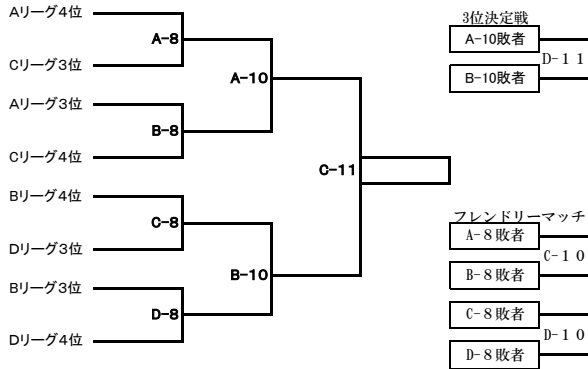 Aリーグ4位
A-8
Cリーグ3位
A-10
Aリーグ3位
B-8
Cリーグ4位
C-11
Bリーグ4位
C-8
Dリーグ3位
B-10
Bリーグ3位
D-8
Dリーグ4位
3位決定戦
A-10敗者
D-11
B-10敗者
フレンドリーマッチ
A-8敗者
C-10
B-8敗者
C-8敗者
D-10
D-8敗者